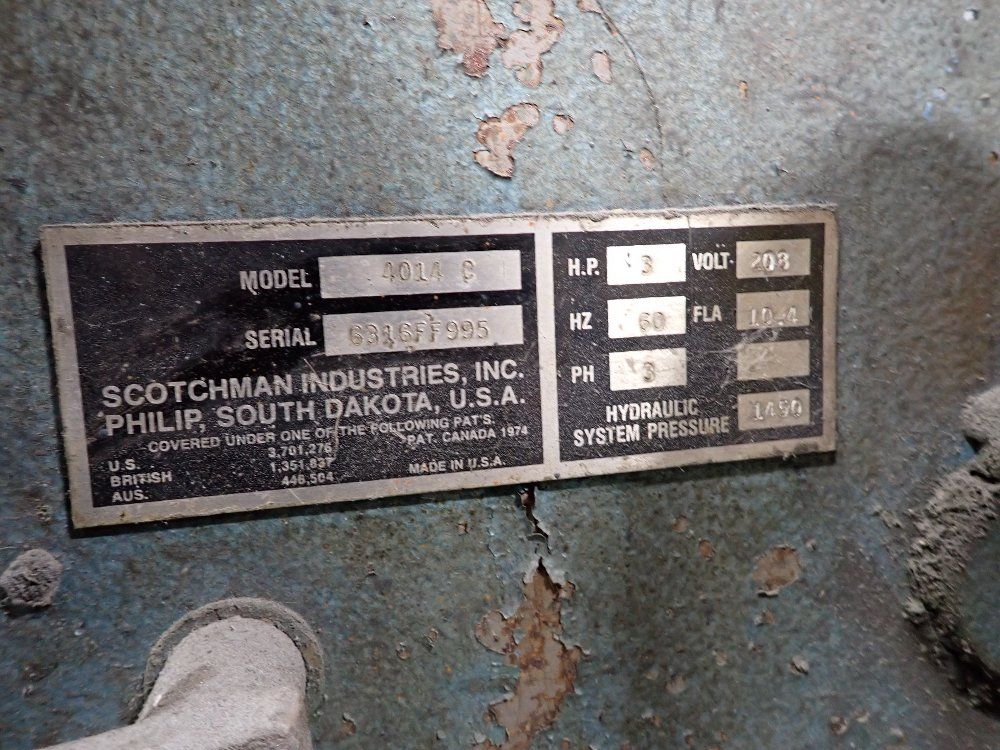 MODEL 4014 C
SERIAL 6316FF995
SCOTCHMAN INDUSTRIES, INC.
PHILIP, SOUTH DAKOTA, U.S.A.
COVERED UNDER ONE OF THE FOLLOWING PAT'S.
U.S. 3,701,276 PAT. CANADA 1974
BRITISH 1,351,837
AUS. 446,504 MADE IN U.S.A.
H.P. 3 VOLT 208
HZ 60 FLA 10.4
PH 3
HYDRAULIC
SYSTEM PRESSURE 1450